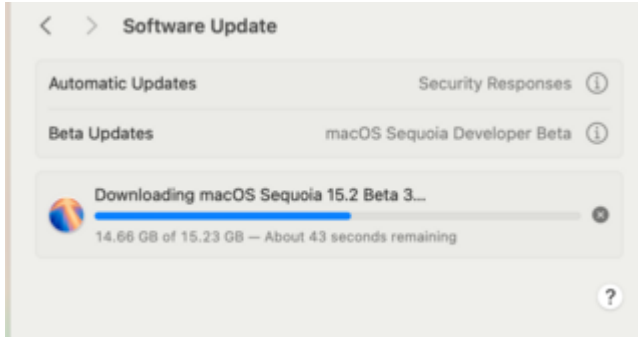 Software Update
Automatic Updates Security Responses
Beta Updates macOS Sequoia Developer Beta
Downloading macOS Sequoia 15.2 Beta 3...
14.66 GB of 15.23 GB — About 43 seconds remaining
?